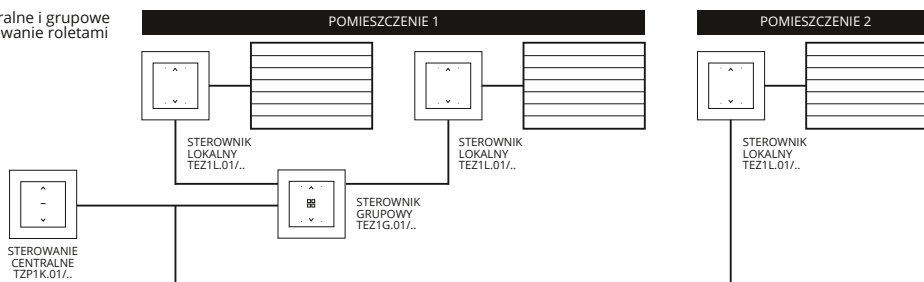 ralne i grupowe
wanie roletami
POMIESZCZENIE 1
POMIESZCZENIE 2
STEROWNIK
LOKALNY
TEZ1L.01/..
STEROWNIK
LOKALNY
TEZ1L.01/..
STEROWNIK
LOKALNY
TEZ1L.01/..
STEROWNIK
GRUPOWY
TEZ1G.01/..
STEROWANIE
CENTRALNE
TZP1K.01/..